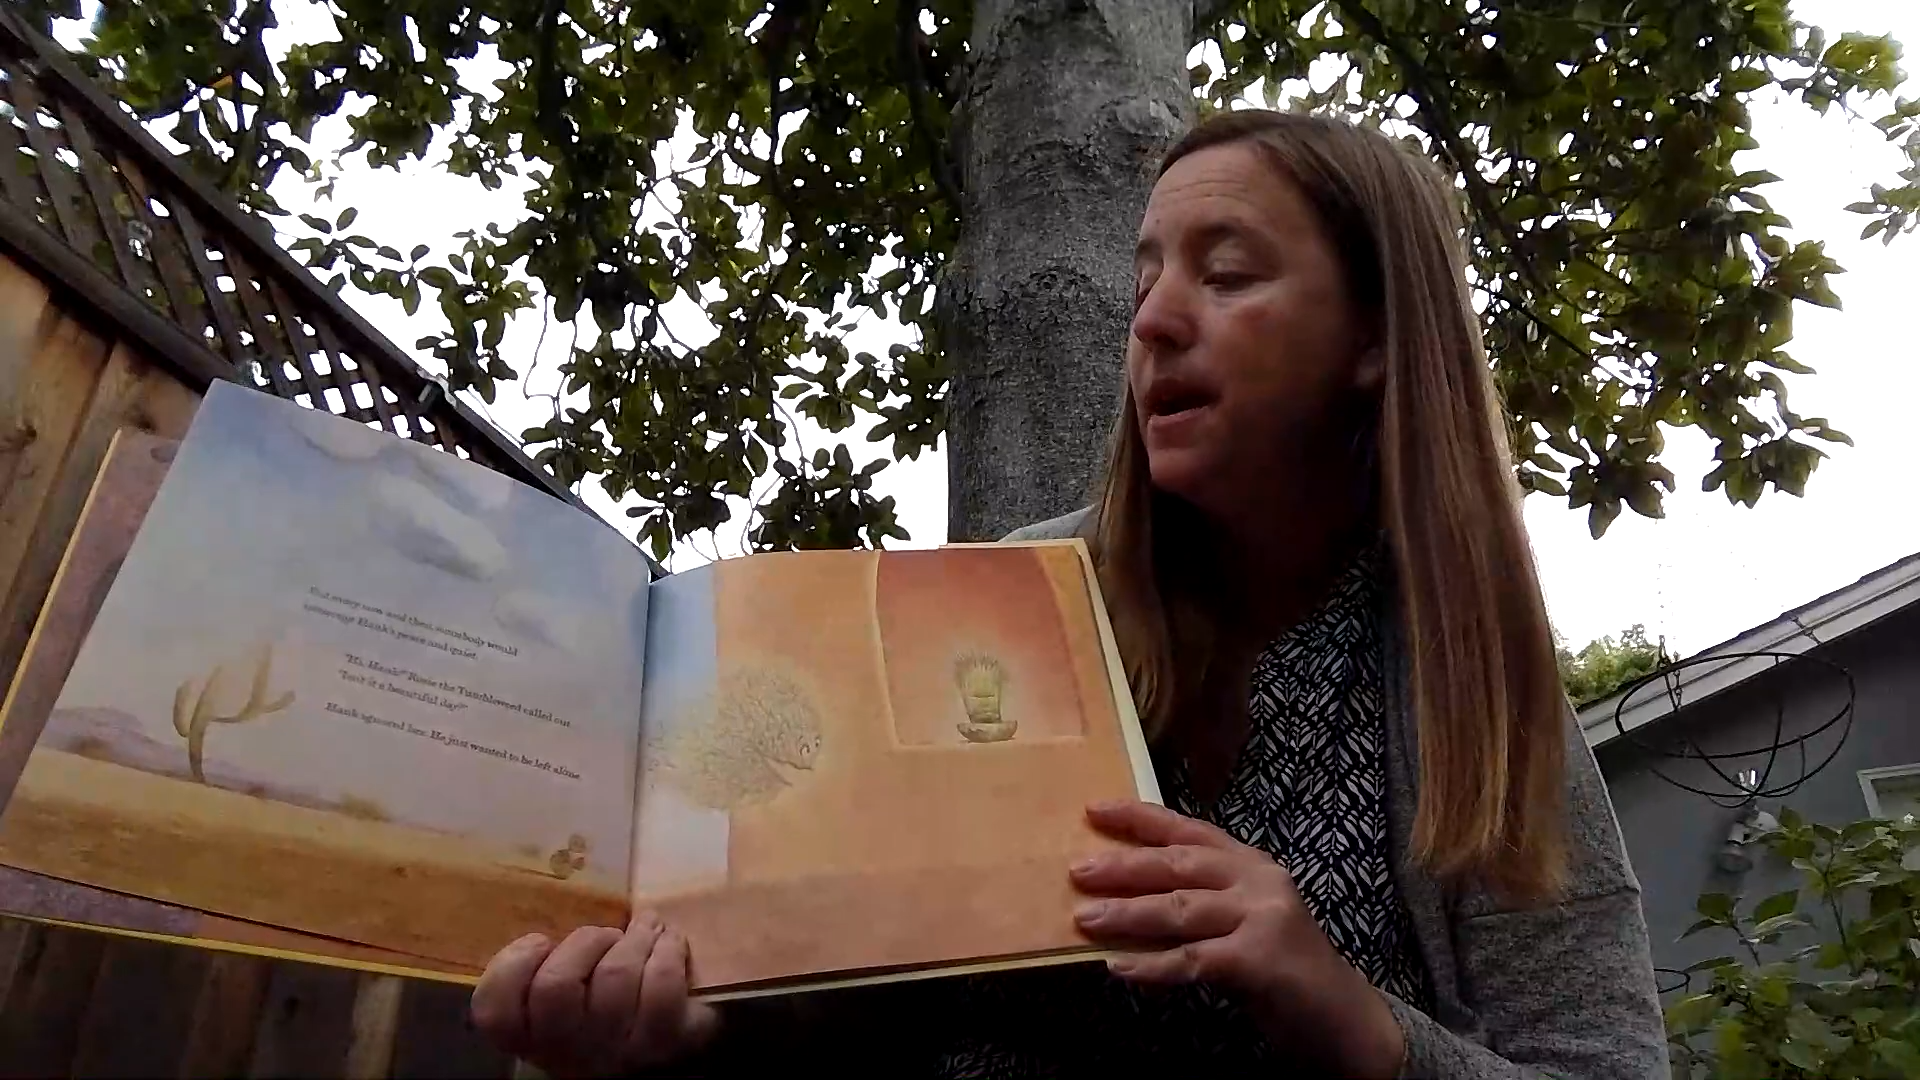 But every now and then, somebody would
interrupt Hank's peace and quiet.
"Hi, Hank!" Rosie the Tumbleweed called out.
"Isn't it a beautiful day?"
Hank ignored her. He just wanted to be left alone.